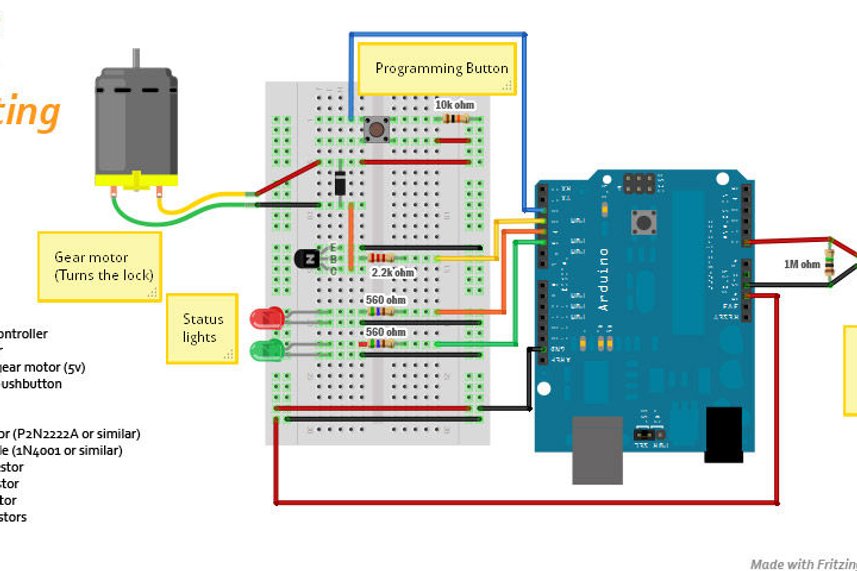 ting
Programming Button
10k ohm
Gear motor
(Turns the lock)
E
B
C
2.2k ohm
Status
lights
560 ohm
560 ohm
Arduino
1M ohm
ontroller
r
gear motor (5v)
ushbutton
or (P2N2222A or similar)
le (1N4001 or similar)
stor
stor
tor
stors
Made with Fritzing